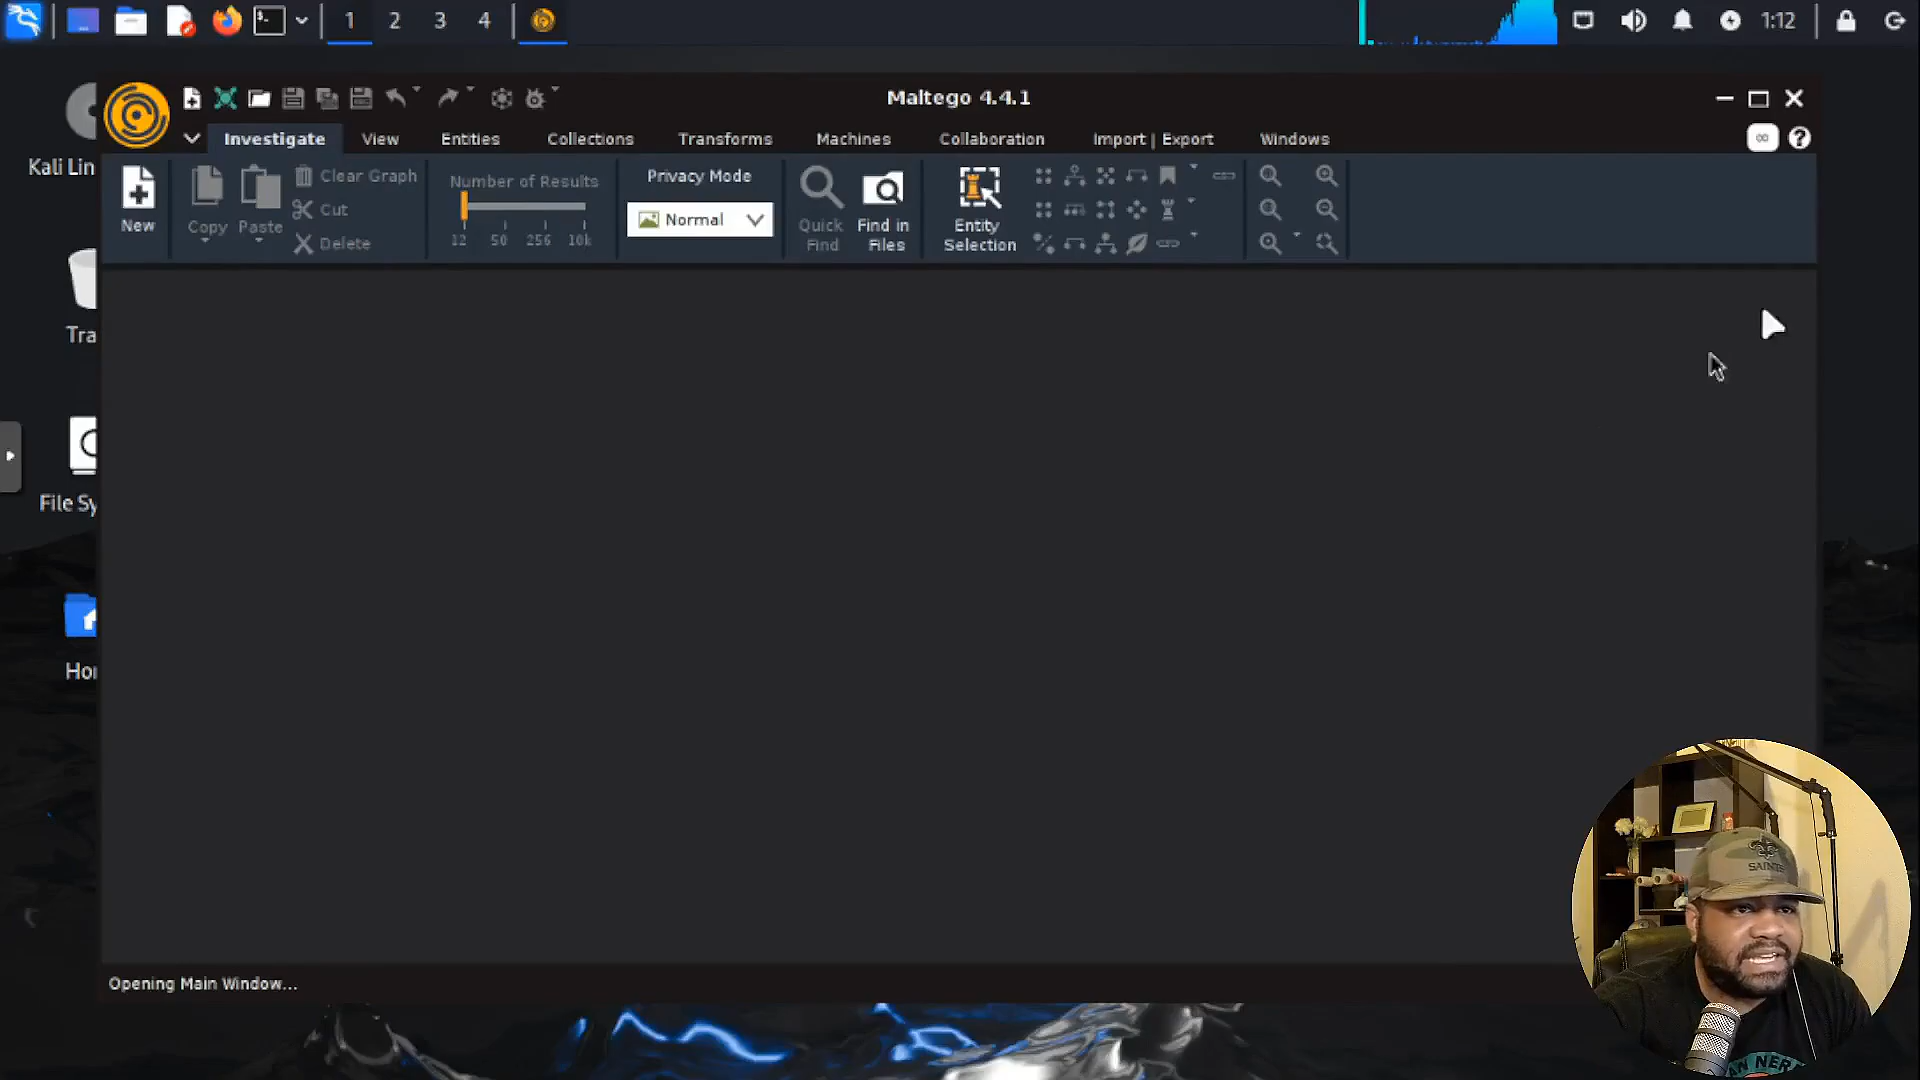 1 2 3 4
1:12
Maltego 4.4.1
Investigate View Entities Collections Transforms Machines Collaboration Import | Export Windows
Kali Lin
New
Copy
Paste
Clear Graph
Cut
Delete
Number of Results
12 50 256 10k
Privacy Mode
Normal
Quick
Find
Find in
Files
Entity
Selection
Tra
File Sy
Hor
Opening Main Window...
SAINTS
AN NER